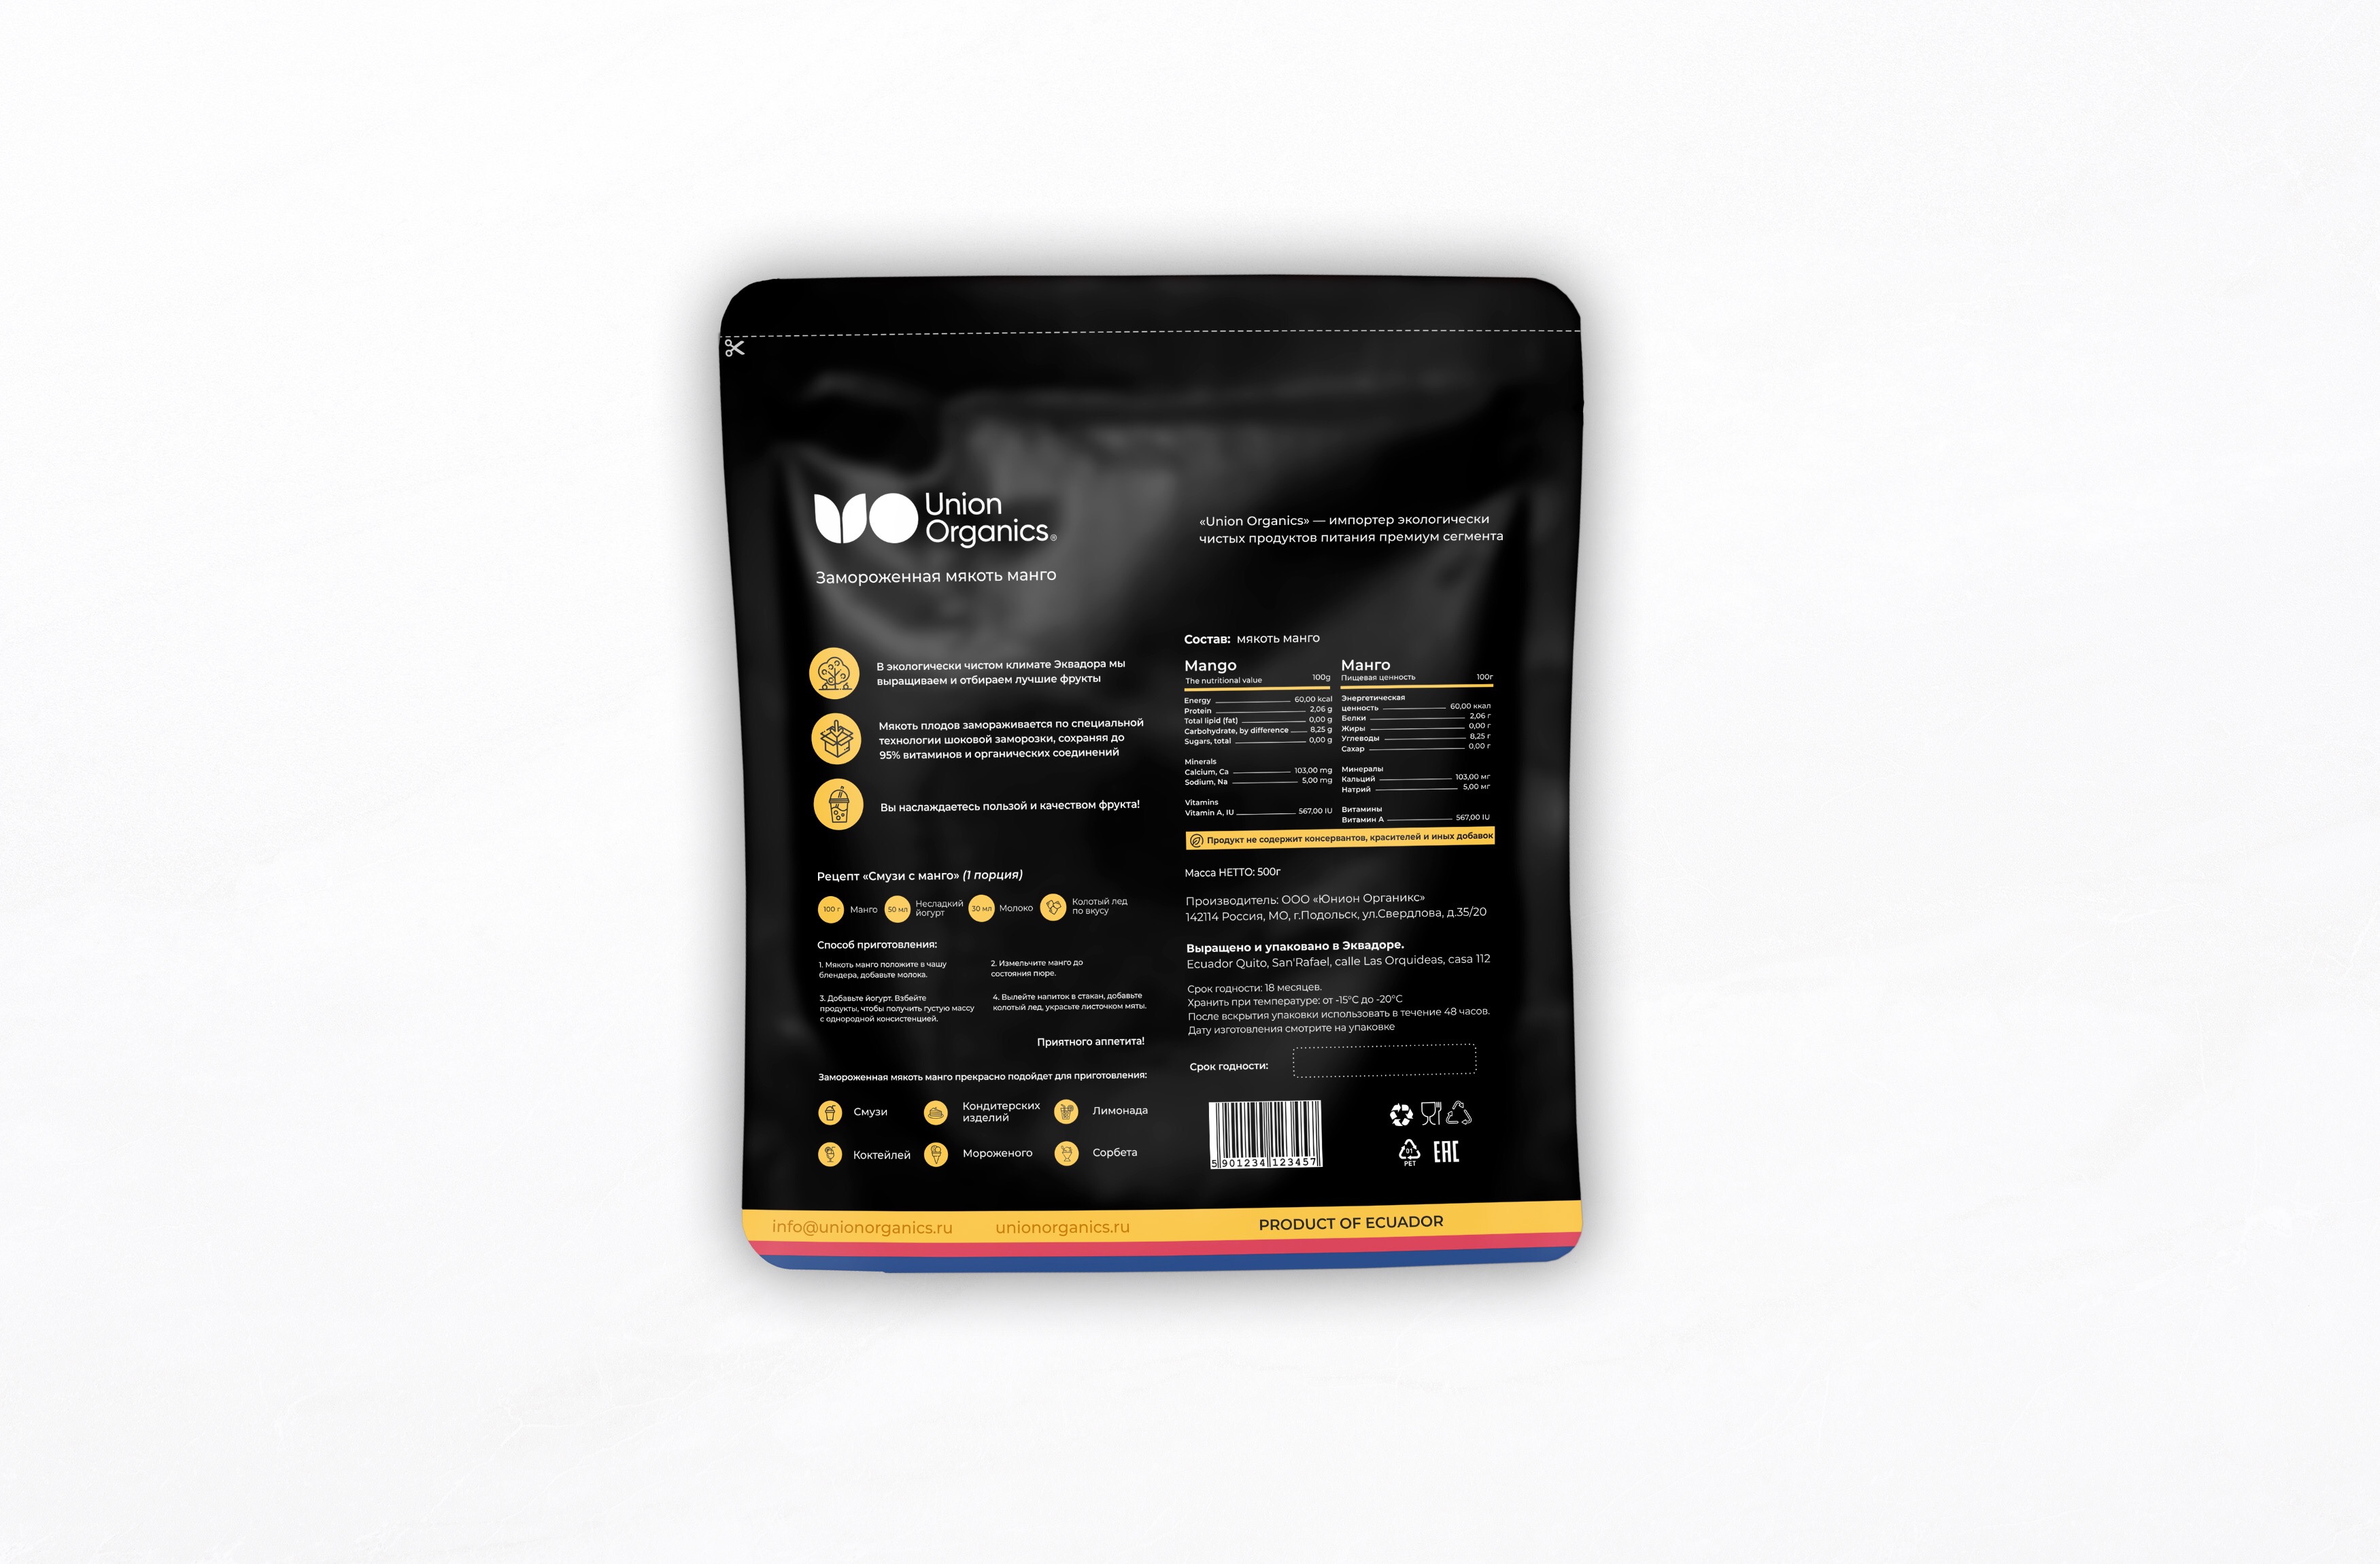 Union
Organics®
Замороженная мякоть манго
«Union Organics» — импортер экологически
чистых продуктов питания премиум сегмента
В экологически чистом климате Эквадора мы
выращиваем и отбираем лучшие фрукты
Мякоть плодов замораживается по специальной
технологии шоковой заморозки, сохраняя до
95% витаминов и органических соединений
Вы наслаждаетесь пользой и качеством фрукта!
Рецепт «Смузи с манго» (1 порция)
100 г Манго
50 мл Несладкий
йогурт
30 мл Молоко
Колотый лед
по вкусу
Способ приготовления:
1. Мякоть манго положите в чашу
блендера, добавьте молока.
2. Измельчите манго до
состояния пюре.
3. Добавьте йогурт. Взбейте
продукты, чтобы получить густую массу
с однородной консистенцией.
4. Вылейте напиток в стакан, добавьте
колотый лед, украсьте листочком мяты.
Приятного аппетита!
Замороженная мякоть манго прекрасно подойдет для приготовления:
Смузи
Кондитерских
изделий
Лимонада
Коктейлей
Мороженого
Сорбета
Состав: мякоть манго
Mango
The nutritional value 100g
Energy 60,00 kcal
Protein 2,06 g
Total lipid (fat) 0,00 g
Carbohydrate, by difference 8,25 g
Sugars, total 0,00 g
Minerals
Calcium, Ca 103,00 mg
Sodium, Na 5,00 mg
Vitamins
Vitamin A, IU 567,00 IU
Манго
Пищевая ценность 100г
Энергетическая
ценность 60,00 ккал
Белки 2,06 г
Жиры 0,00 г
Углеводы 8,25 г
Сахар 0,00 г
Минералы
Кальций 103,00 мг
Натрий 5,00 мг
Витамины
Витамин А 567,00 IU
Продукт не содержит консервантов, красителей и иных добавок
Масса НЕТТО: 500г
Производитель: ООО «Юнион Органикс»
142114 Россия, МО, г.Подольск, ул.Свердлова, д.35/20
Выращено и упаковано в Эквадоре.
Ecuador Quito, San'Rafael, calle Las Orquideas, casa 112
Срок годности: 18 месяцев.
Хранить при температуре: от -15°C до -20°C
После вскрытия упаковки использовать в течение 48 часов.
Дату изготовления смотрите на упаковке
Срок годности:
5 901234 123457
01
PET
EAC
info@unionorganics.ru
unionorganics.ru
PRODUCT OF ECUADOR